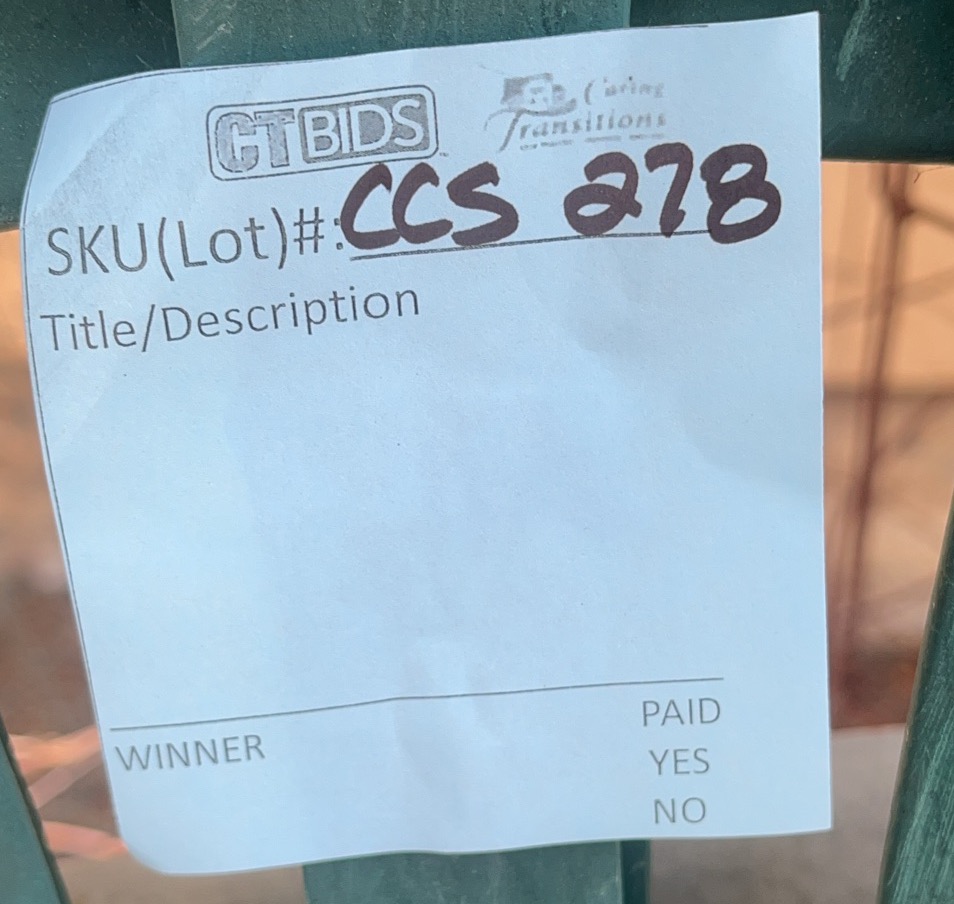 CTBIDS
Caring
Transitions
SKU(Lot)#: CCS 278
Title/Description
WINNER
PAID
YES
NO